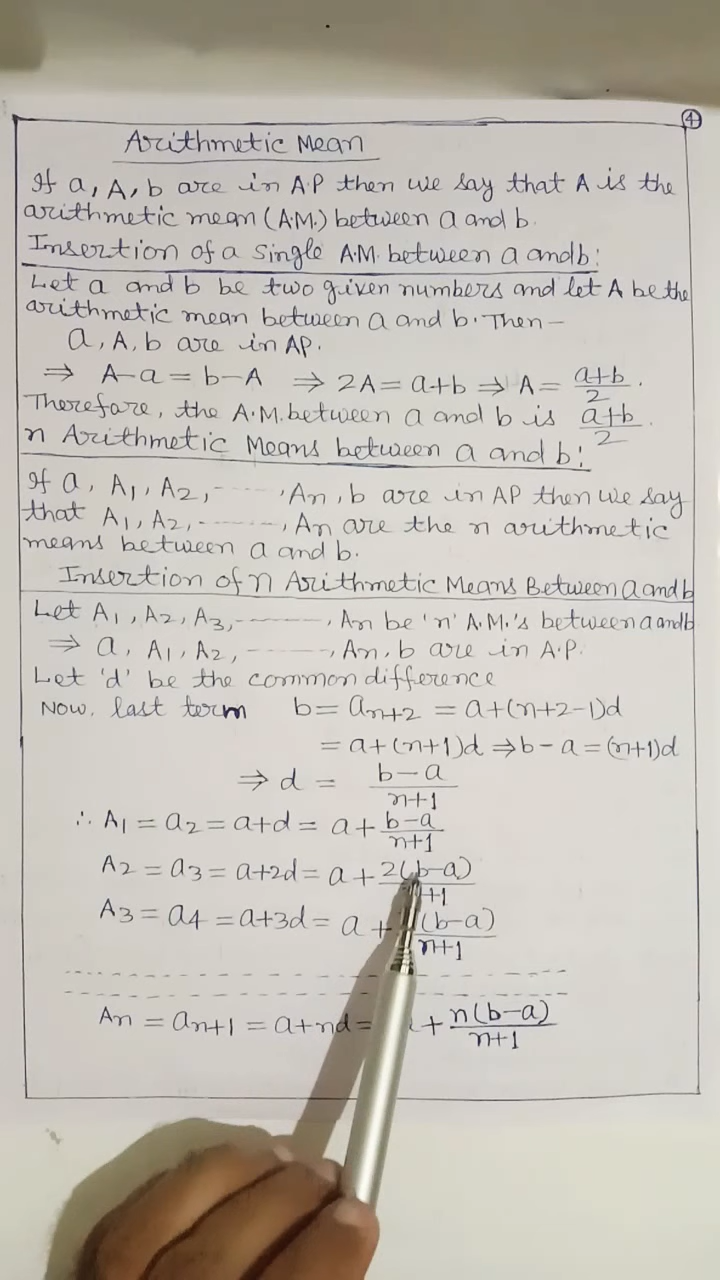 4
Arithmetic Mean
If a, A, b are in A.P then we say that A is the
arithmetic mean (A.M.) between a and b.
Insertion of a single A.M. between a and b:
Let a and b be two given numbers and let A be the
arithmetic mean between a and b. Then –
a, A, b are in AP.
⇒ A–a = b–A ⇒ 2A = a+b ⇒ A = (a+b)/2.
Therefore, the A.M. between a and b is (a+b)/2.
n Arithmetic Means between a and b:
If a, A1, A2, ------, An, b are in AP then we say
that A1, A2, -------, An are the n arithmetic
means between a and b.
Insertion of n Arithmetic Means Between a and b
Let A1, A2, A3, -------, An be 'n' A.M.'s between a and b
⇒ a, A1, A2, -------, An, b are in A.P.
Let 'd' be the common difference
Now, last term b = an+2 = a+(n+2-1)d
= a+(n+1)d ⇒ b-a = (n+1)d
⇒ d = (b-a)/(n+1)
∴ A1 = a2 = a+d = a + (b-a)/(n+1)
A2 = a3 = a+2d = a + 2(b-a)/ +1
A3 = a4 = a+3d = a + (b-a)/(n+1)
An = an+1 = a+nd = + n(b-a)/(n+1)